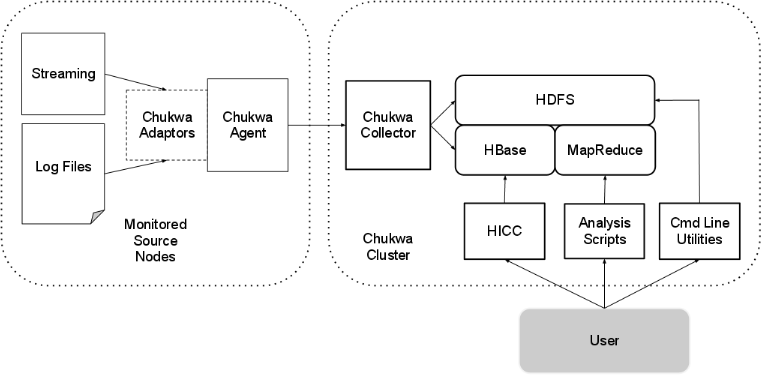 Streaming
Log Files
Chukwa
Adaptors
Chukwa
Agent
Monitored
Source
Nodes
Chukwa
Collector
HDFS
HBase
MapReduce
HICC
Analysis
Scripts
Cmd Line
Utilities
Chukwa
Cluster
User